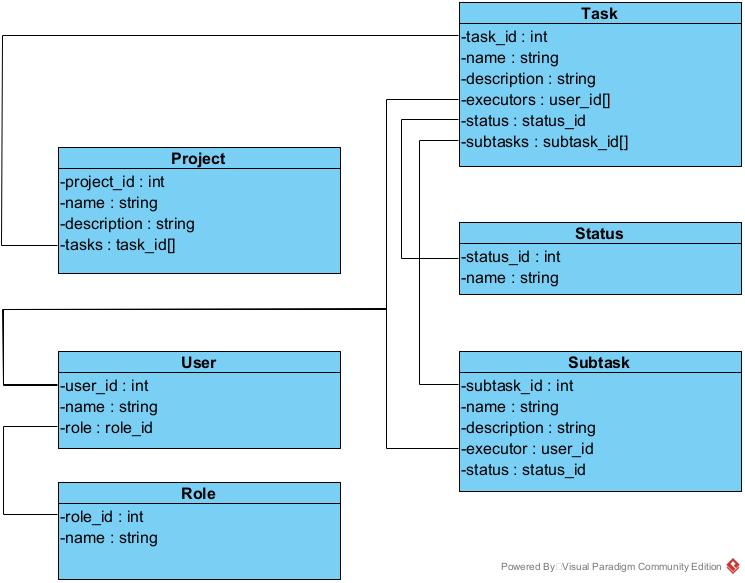 Task
-task_id : int
-name : string
-description : string
-executors : user_id[]
-status : status_id
-subtasks : subtask_id[]
Project
-project_id : int
-name : string
-description : string
-tasks : task_id[]
Status
-status_id : int
-name : string
User
-user_id : int
-name : string
-role : role_id
Subtask
-subtask_id : int
-name : string
-description : string
-executor : user_id
-status : status_id
Role
-role_id : int
-name : string
Powered By Visual Paradigm Community Edition